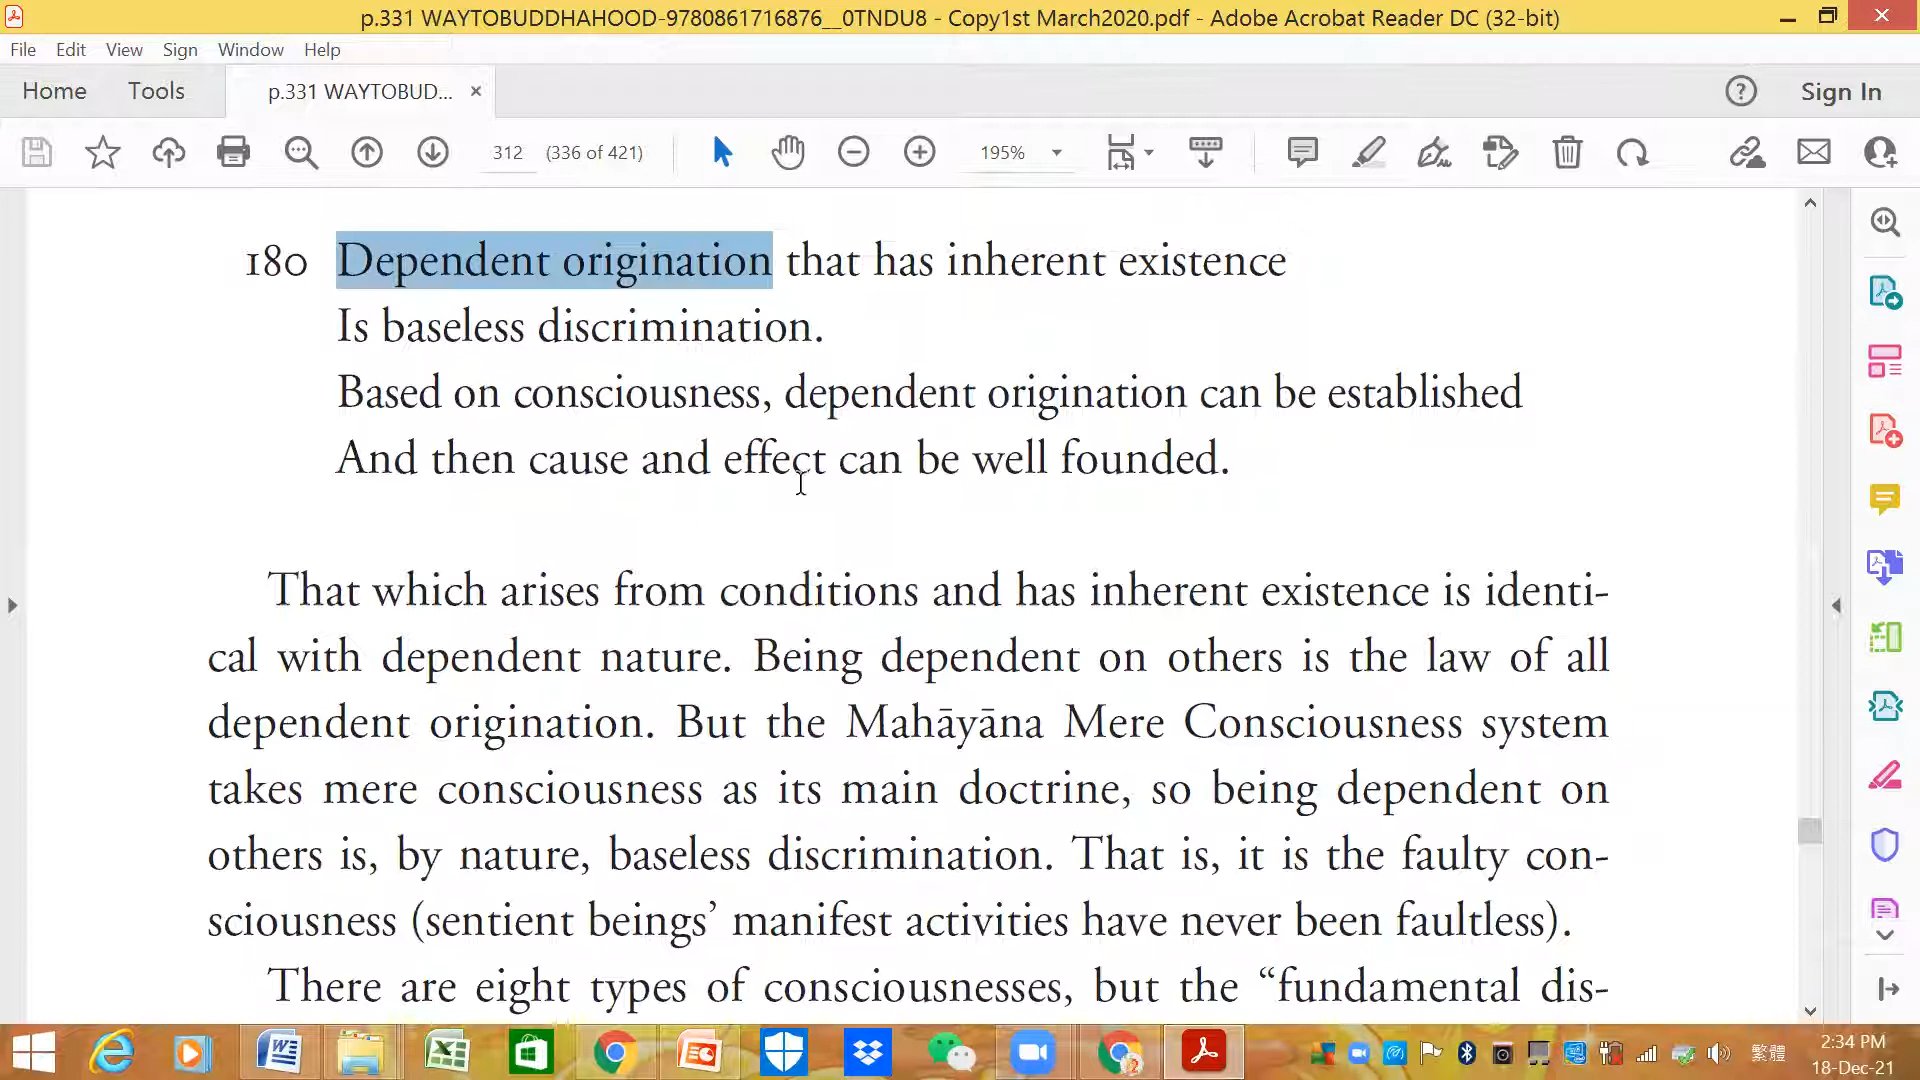 p.331 WAYTOBUDDHAHOOD-9780861716876__0TNDU8 - Copy1st March2020.pdf - Adobe Acrobat Reader DC (32-bit)
File Edit View Sign Window Help
Home Tools p.331 WAYTOBUD... × Sign In
312 (336 of 421) 195%
180 Dependent origination that has inherent existence
Is baseless discrimination.
Based on consciousness, dependent origination can be established
And then cause and effect can be well founded.
That which arises from conditions and has inherent existence is identi-
cal with dependent nature. Being dependent on others is the law of all
dependent origination. But the Mahāyāna Mere Consciousness system
takes mere consciousness as its main doctrine, so being dependent on
others is, by nature, baseless discrimination. That is, it is the faulty con-
sciousness (sentient beings’ manifest activities have never been faultless).
There are eight types of consciousnesses, but the “fundamental dis-
繁體 2:34 PM
18-Dec-21